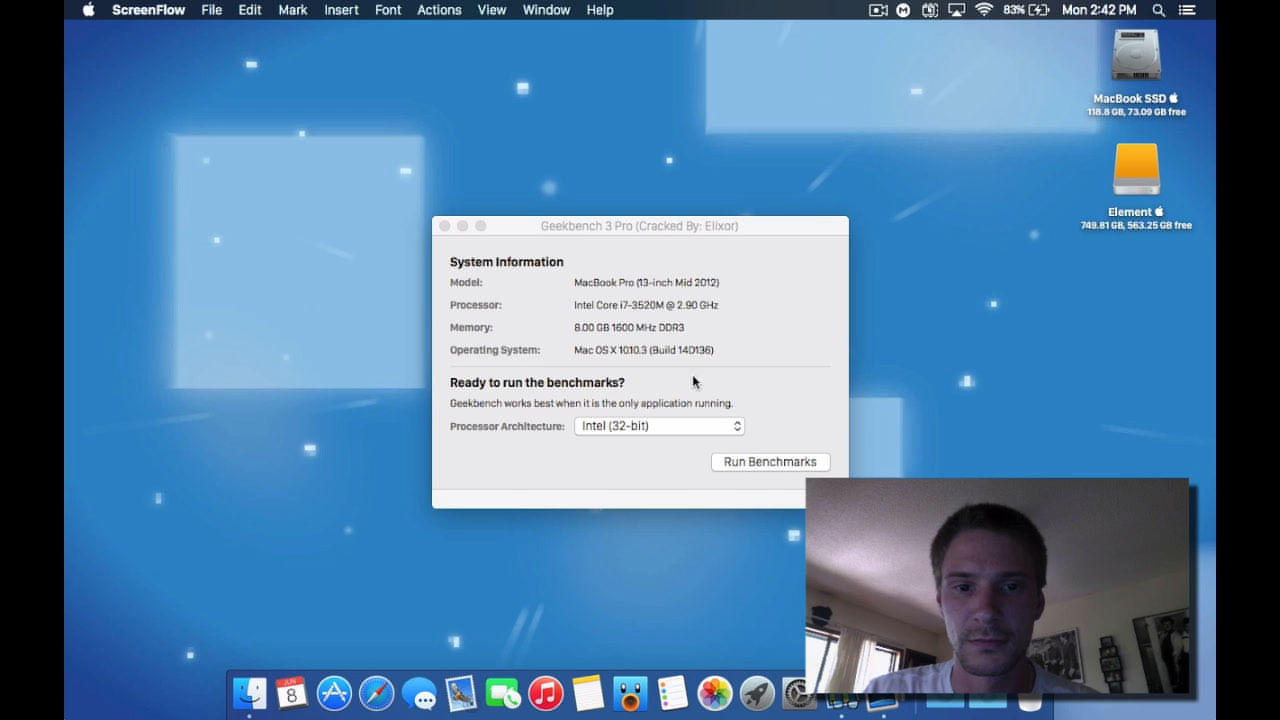 ScreenFlow File Edit Mark Insert Font Actions View Window Help 83% Mon 2:42 PM
MacBook SSD
118.8 GB, 73.09 GB free
Element
749.81 GB, 563.25 GB free
Geekbench 3 Pro (Cracked By: Elixor)
System Information
Model: MacBook Pro (13-inch Mid 2012)
Processor: Intel Core i7-3520M @ 2.90 GHz
Memory: 8.00 GB 1600 MHz DDR3
Operating System: Mac OS X 10.10.3 (Build 14D136)
Ready to run the benchmarks?
Geekbench works best when it is the only application running.
Processor Architecture: Intel (32-bit)
Run Benchmarks
JUN
8